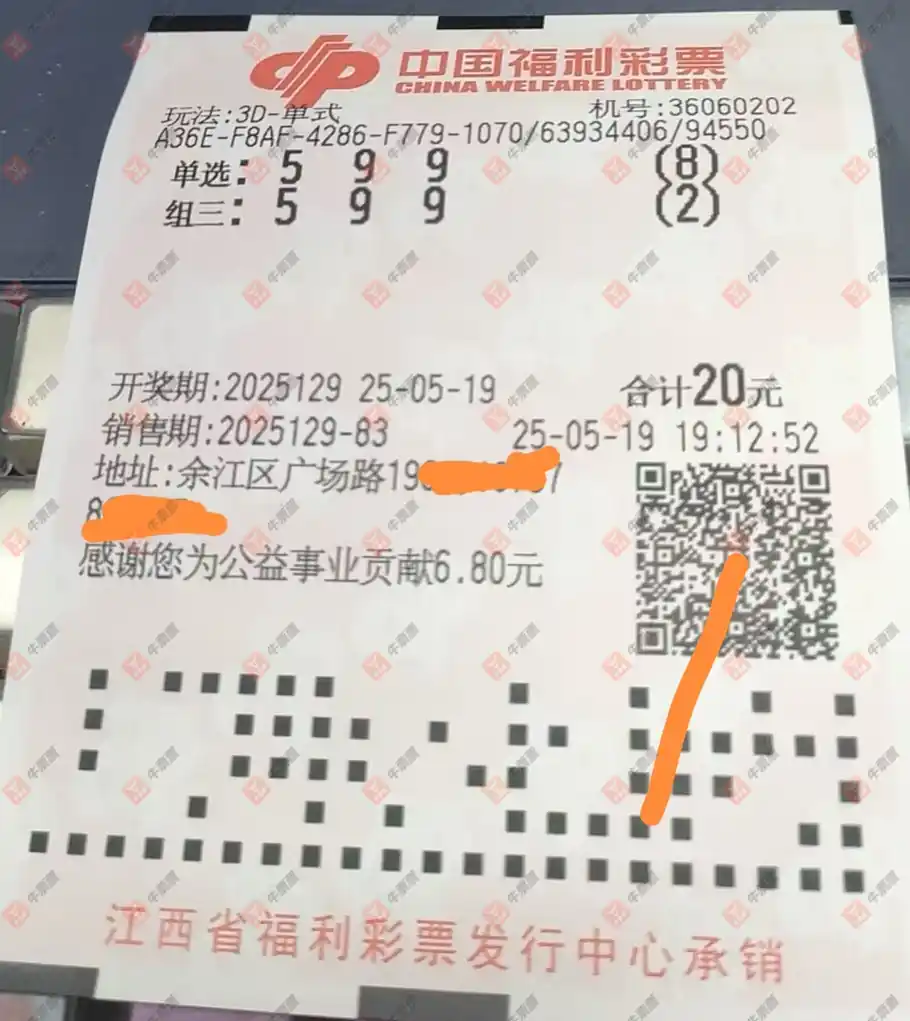 中国福利彩票
CHINA WELFARE LOTTERY
玩法:3D-单式 机号:36060202
A36E-F8AF-4286-F779-1070/63934406/94550
单选: 5 9 9 (8)
组三: 5 9 9 (2)
开奖期:2025129 25-05-19 合计20元
销售期:2025129-83 25-05-19 19:12:52
地址:余江区广场路19
8
感谢您为公益事业贡献6.80元
江西省福利彩票发行中心承销
牛票票